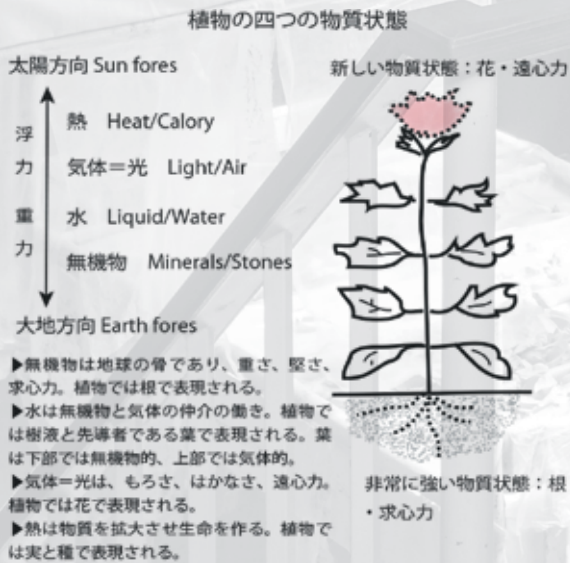 植物の四つの物質状態
太陽方向 Sun fores
新しい物質状態：花・遠心力
浮力
重力
熱 Heat/Calory
気体＝光 Light/Air
水 Liquid/Water
無機物 Minerals/Stones
大地方向 Earth fores
▶無機物は地球の骨であり、重さ、堅さ、
求心力。植物では根で表現される。
▶水は無機物と気体の仲介の働き。植物で
は樹液と先導者である葉で表現される。葉
は下部では無機物的、上部では気体的。
▶気体＝光は、もろさ、はかなさ、遠心力。
植物では花で表現される。
▶熱は物質を拡大させ生命を作る。植物で
は実と種で表現される。
非常に強い物質状態：根
・求心力